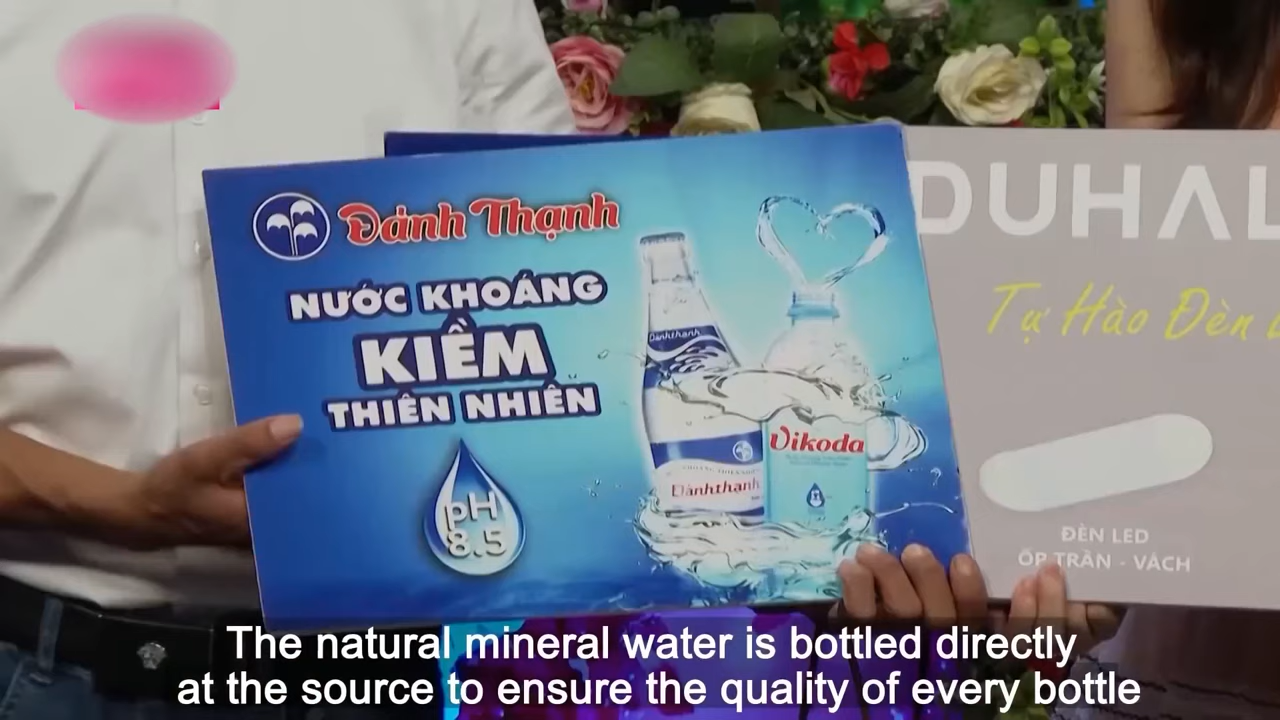 Đảnh Thạnh
NƯỚC KHOÁNG
KIỀM
THIÊN NHIÊN
pH
8.5
Đảnhthạnh
Đảnhthạnh
Vikoda
DUHAL
Tự Hào Đèn
ĐÈN LED
ỐP TRẦN - VÁCH
The natural mineral water is bottled directly
at the source to ensure the quality of every bottle